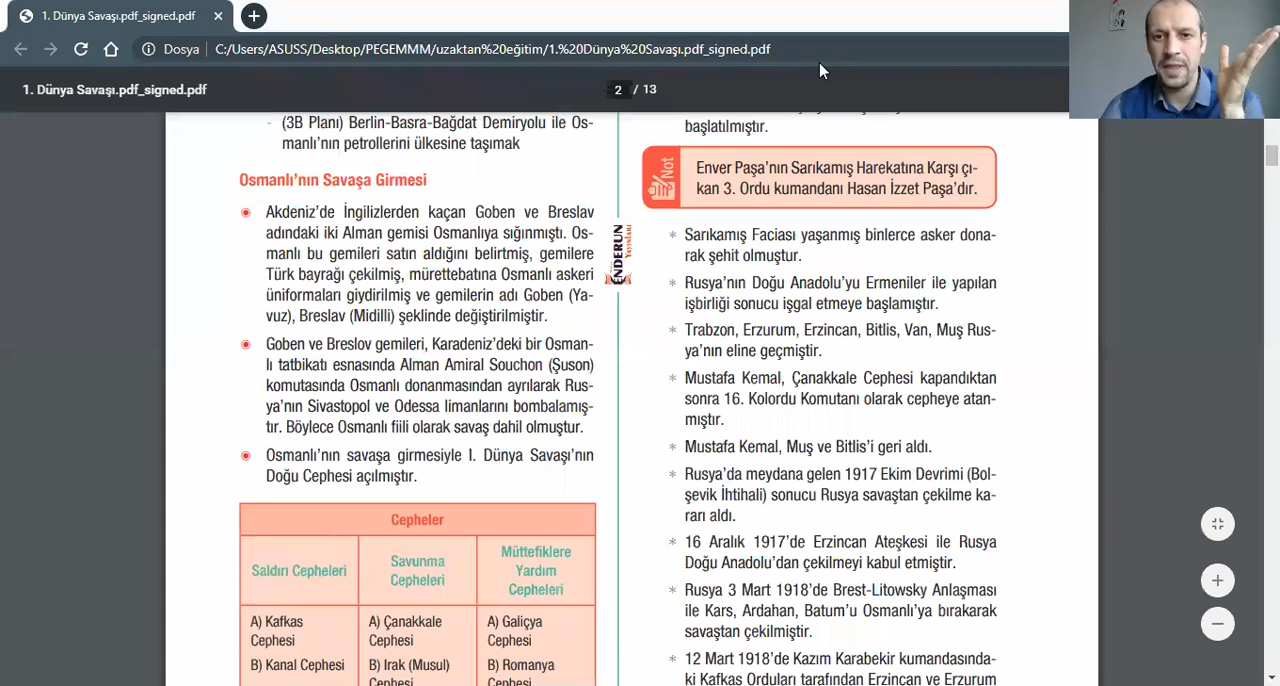 1. Dünya Savaşı.pdf_signed.pdf
Dosya
C:/Users/ASUSS/Desktop/PEGEMMM/uzaktan%20eğitim/1.%20Dünya%20Savaşı.pdf_signed.pdf
1. Dünya Savaşı.pdf_signed.pdf
2 / 13
- (3B Planı) Berlin-Basra-Bağdat Demiryolu ile Os-
manlı'nın petrollerini ülkesine taşımak
Osmanlı'nın Savaşa Girmesi
Akdeniz'de İngilizlerden kaçan Goben ve Breslav
adındaki iki Alman gemisi Osmanlıya sığınmıştı. Os-
manlı bu gemileri satın aldığını belirtmiş, gemilere
Türk bayrağı çekilmiş, mürettebatına Osmanlı askeri
üniformaları giydirilmiş ve gemilerin adı Goben (Ya-
vuz), Breslav (Midilli) şeklinde değiştirilmiştir.
Goben ve Breslov gemileri, Karadeniz'deki bir Osman-
lı tatbikatı esnasında Alman Amiral Souchon (Şuson)
komutasında Osmanlı donanmasından ayrılarak Rus-
ya'nın Sivastopol ve Odessa limanlarını bombalamış-
tır. Böylece Osmanlı fiili olarak savaş dahil olmuştur.
Osmanlı'nın savaşa girmesiyle I. Dünya Savaşı'nın
Doğu Cephesi açılmıştır.
Cepheler
Saldırı Cepheleri
Savunma
Cepheleri
Müttefiklere
Yardım
Cepheleri
A) Kafkas
Cephesi
B) Kanal Cephesi
A) Çanakkale
Cephesi
B) Irak (Musul)
Cephesi
A) Galiçya
Cephesi
B) Romanya
Cephesi
ENDERUN
Yayınları
başlatılmıştır.
Not
Enver Paşa'nın Sarıkamış Harekatına Karşı çı-
kan 3. Ordu kumandanı Hasan İzzet Paşa'dır.
* Sarıkamış Faciası yaşanmış binlerce asker dona-
rak şehit olmuştur.
* Rusya'nın Doğu Anadolu'yu Ermeniler ile yapılan
işbirliği sonucu işgal etmeye başlamıştır.
* Trabzon, Erzurum, Erzincan, Bitlis, Van, Muş Rus-
ya'nın eline geçmiştir.
* Mustafa Kemal, Çanakkale Cephesi kapandıktan
sonra 16. Kolordu Komutanı olarak cepheye atan-
mıştır.
* Mustafa Kemal, Muş ve Bitlis'i geri aldı.
* Rusya'da meydana gelen 1917 Ekim Devrimi (Bol-
şevik İhtihali) sonucu Rusya savaştan çekilme ka-
rarı aldı.
* 16 Aralık 1917'de Erzincan Ateşkesi ile Rusya
Doğu Anadolu'dan çekilmeyi kabul etmiştir.
* Rusya 3 Mart 1918'de Brest-Litowsky Anlaşması
ile Kars, Ardahan, Batum'u Osmanlı'ya bırakarak
savaştan çekilmiştir.
* 12 Mart 1918'de Kazım Karabekir kumandasında-
ki Kafkas Orduları tarafından Erzincan ve Erzurum